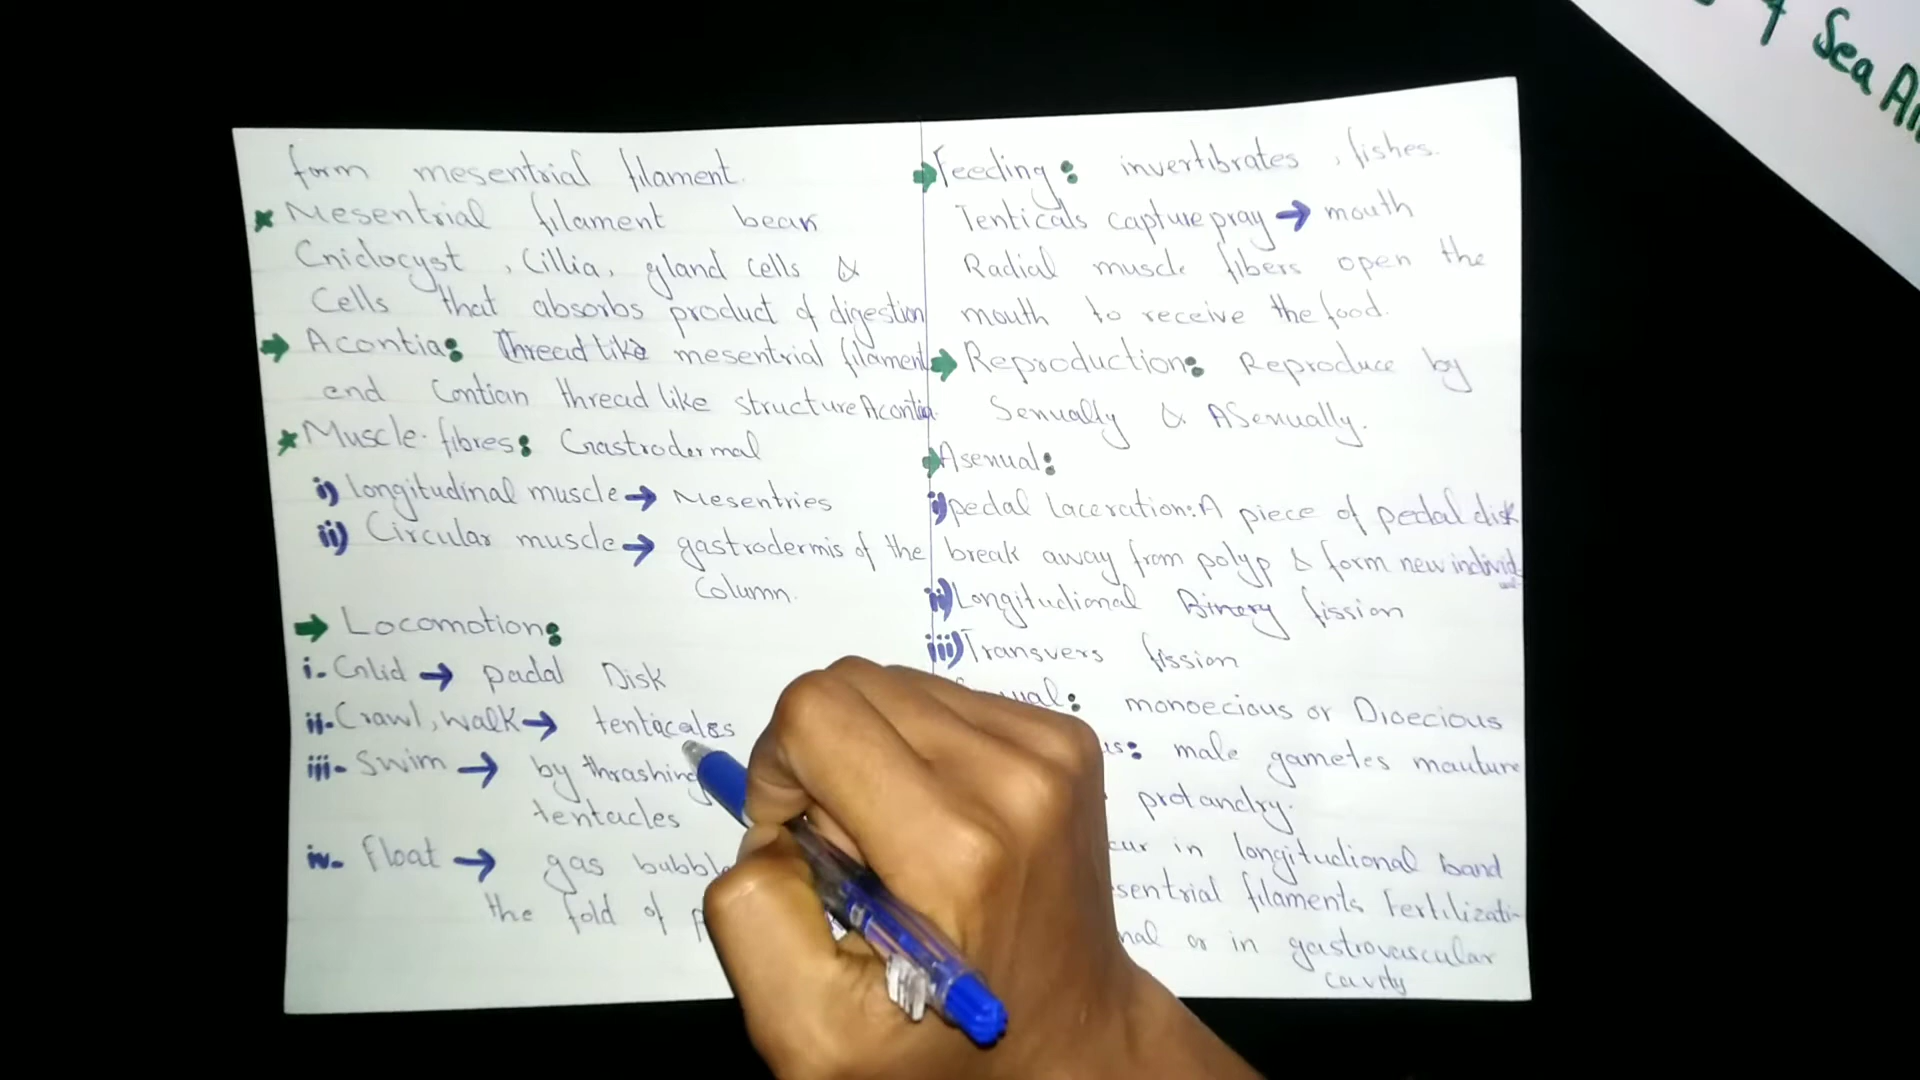 form mesentrial filament.
Mesentrial filament bear
Cnidocyst, Cillia, gland cells &
Cells that absorbs product of digestion
Acontia: Thread like mesentrial filament
end Contian thread like structure Acontia
Muscle fibres: Gastrodermal
i) longitudinal muscle → Mesentries
ii) Circular muscle → gastrodermis of the
Column.
Locomotion:
i. Glid → padal Disk
ii. Crawl, walk → tentacales
iii- Swim → by thrashing
tentacles
iv- Float → gas
the fold of
Feeding: invertibrates, fishes.
Tenticals capture pray → mouth
Radial muscle fibers open the
mouth to receive the food.
Reproduction: Reproduce by
Sexually & ASexually.
Asexual:
i) pedal laceration: A piece of pedal disk
break away from polyp & form new individ
ual
ii) Longitudional Binery fission
iii) Transvers fission
monoecious or Dioecious
male gametes mauture
protandry.
in longitudional band
filaments Fertilizati-
or in gastrovascular
cavity
Sea